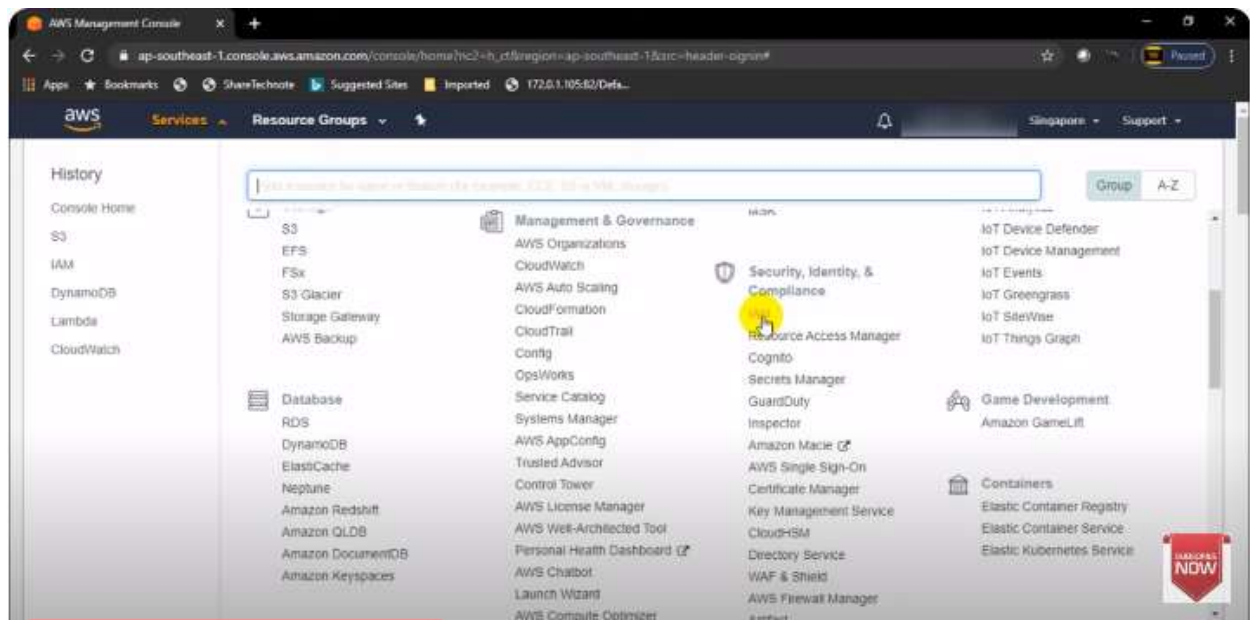 AWS Management Console
ap-southeast-1.console.aws.amazon.com/console/home?nc2=h_ct&region=ap-southeast-1&src=header-signin#
Paused
Apps
Bookmarks
ShareTechnote
Suggested Sites
Imported
172.0.1.105:82/Defa...
aws
Services
Resource Groups
Singapore
Support
History
Console Home
S3
IAM
DynamoDB
Lambda
CloudWatch
Group
A-Z
S3
EFS
FSx
S3 Glacier
Storage Gateway
AWS Backup
Database
RDS
DynamoDB
ElastiCache
Neptune
Amazon Redshift
Amazon QLDB
Amazon DocumentDB
Amazon Keyspaces
Management & Governance
AWS Organizations
CloudWatch
AWS Auto Scaling
CloudFormation
CloudTrail
Config
OpsWorks
Service Catalog
Systems Manager
AWS AppConfig
Trusted Advisor
Control Tower
AWS License Manager
AWS Well-Architected Tool
Personal Health Dashboard
AWS Chatbot
Launch Wizard
AWS Compute Optimizer
MSK
Security, Identity, &
Compliance
IAM
Resource Access Manager
Cognito
Secrets Manager
GuardDuty
Inspector
Amazon Macie
AWS Single Sign-On
Certificate Manager
Key Management Service
CloudHSM
Directory Service
WAF & Shield
AWS Firewall Manager
Artifact
IoT Analytics
IoT Device Defender
IoT Device Management
IoT Events
IoT Greengrass
IoT SiteWise
IoT Things Graph
Game Development
Amazon GameLift
Containers
Elastic Container Registry
Elastic Container Service
Elastic Kubernetes Service
SUBSCRIBE
NOW